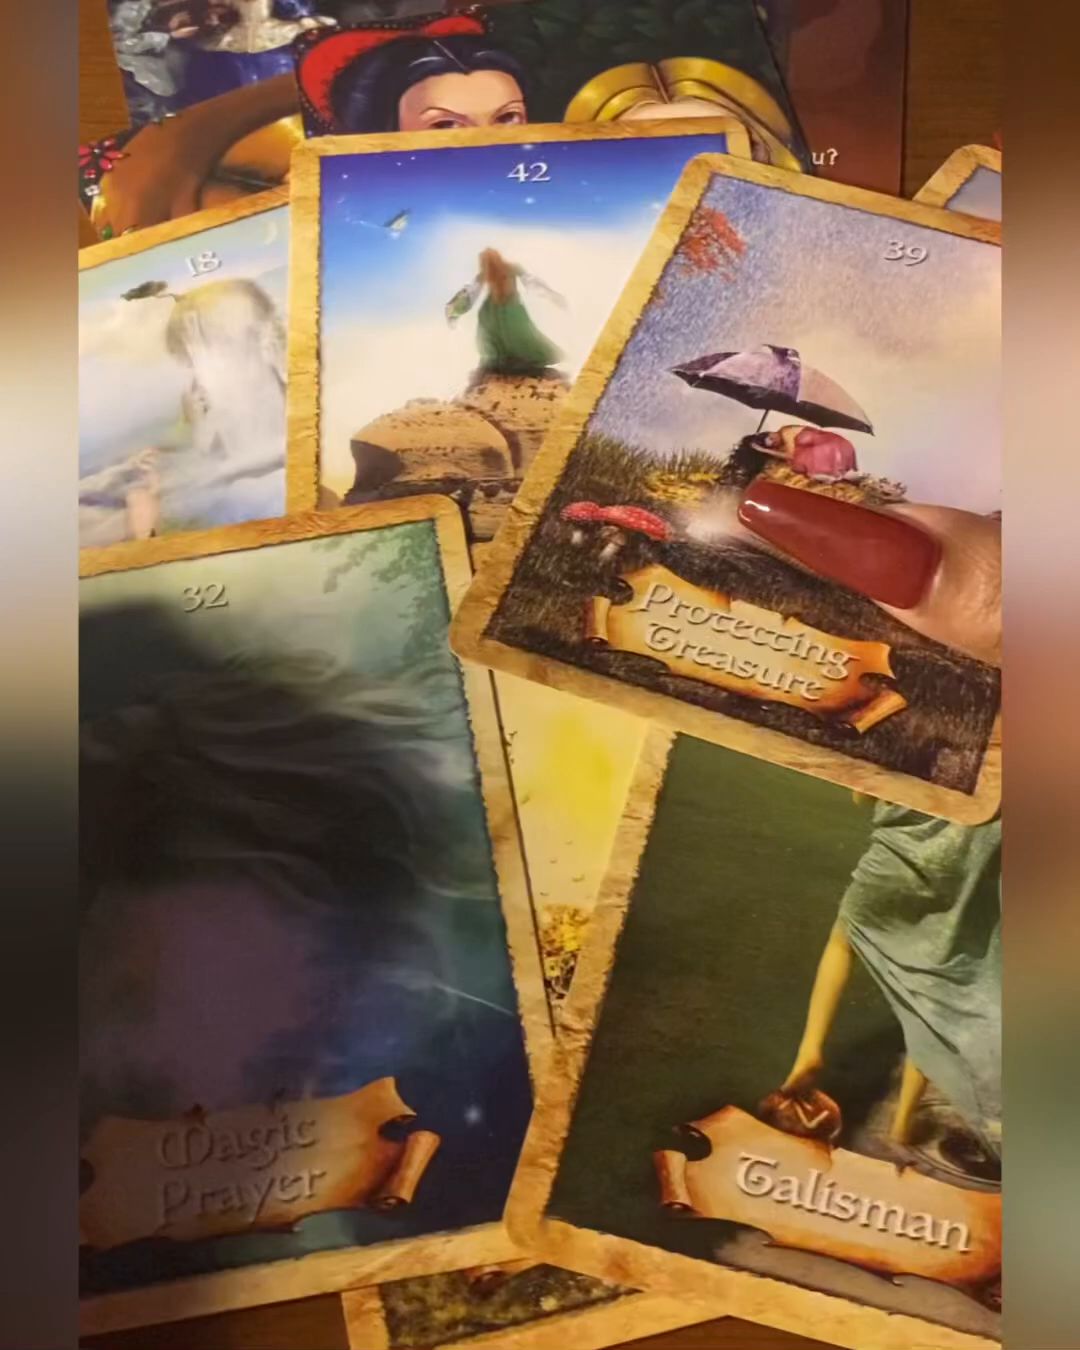 42
u?
39
18
Protecting
Treasure
32
Magic
Prayer
Talisman